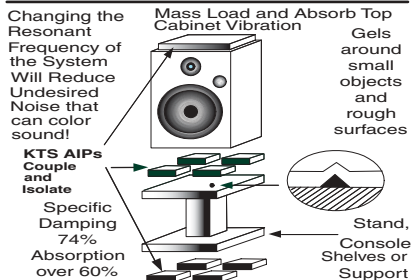 Changing the
Resonant
Frequency of
the System
Will Reduce
Undesired
Noise that
can color
sound!
Mass Load and Absorb Top
Cabinet Vibration
Gels
around
small
objects
and
rough
surfaces
KTS AIPs
Couple
and
Isolate
Specific
Damping
74%
Absorption
over 60%
Stand,
Console
Shelves or
Support